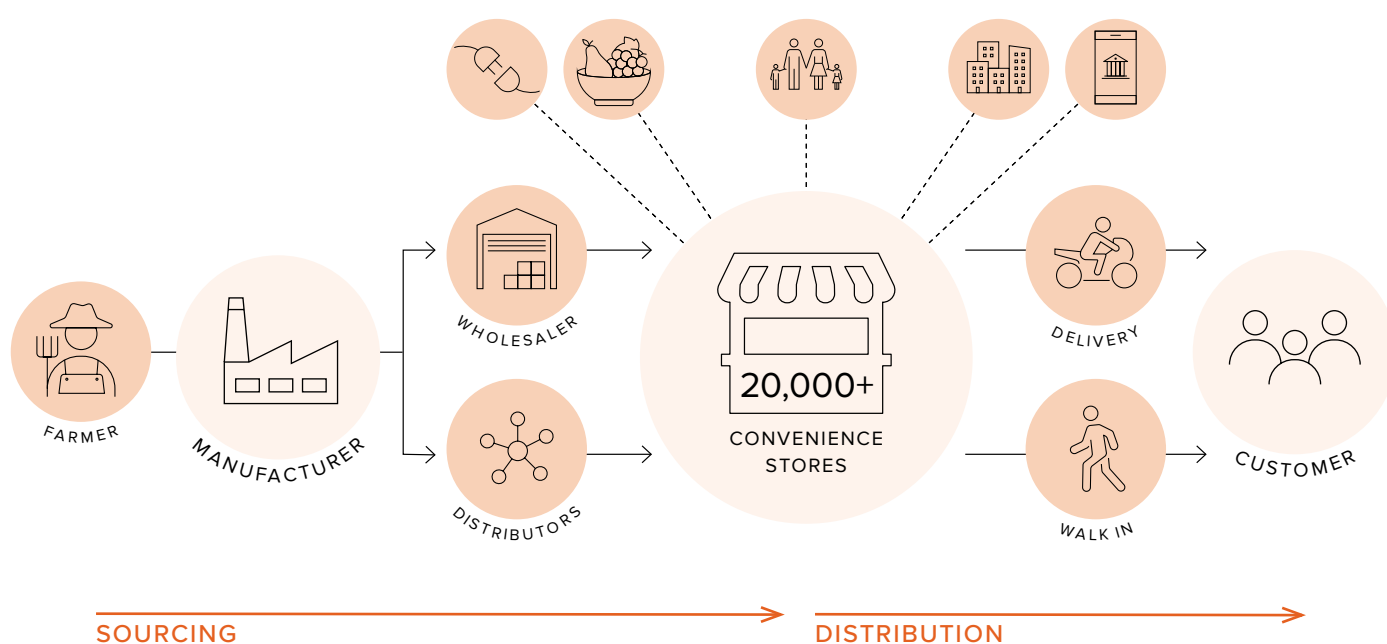 FARMER
MANUFACTURER
WHOLESALER
DISTRIBUTORS
20,000+
CONVENIENCE
STORES
DELIVERY
WALK IN
CUSTOMER
SOURCING
DISTRIBUTION